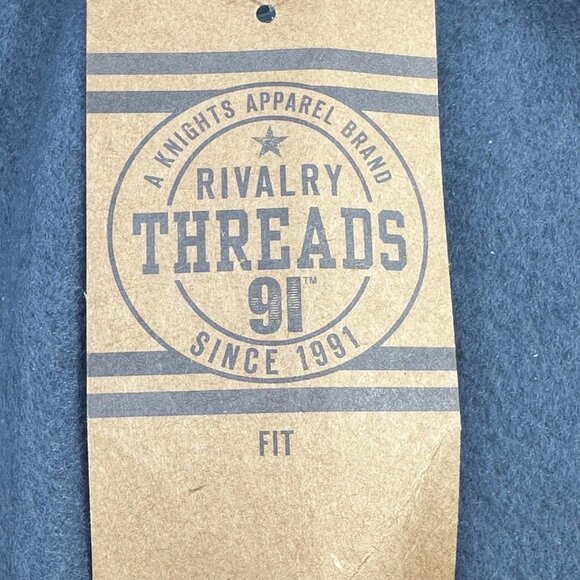 A KNIGHTS APPAREL BRAND
RIVALRY
THREADS
91™
SINCE 1991
FIT